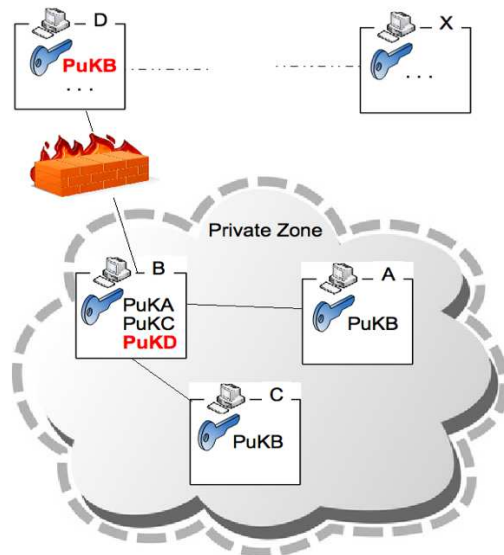 D
PuKB
. . .
X
. . .
Private Zone
B
PuKA
PuKC
PuKD
A
PuKB
C
PuKB